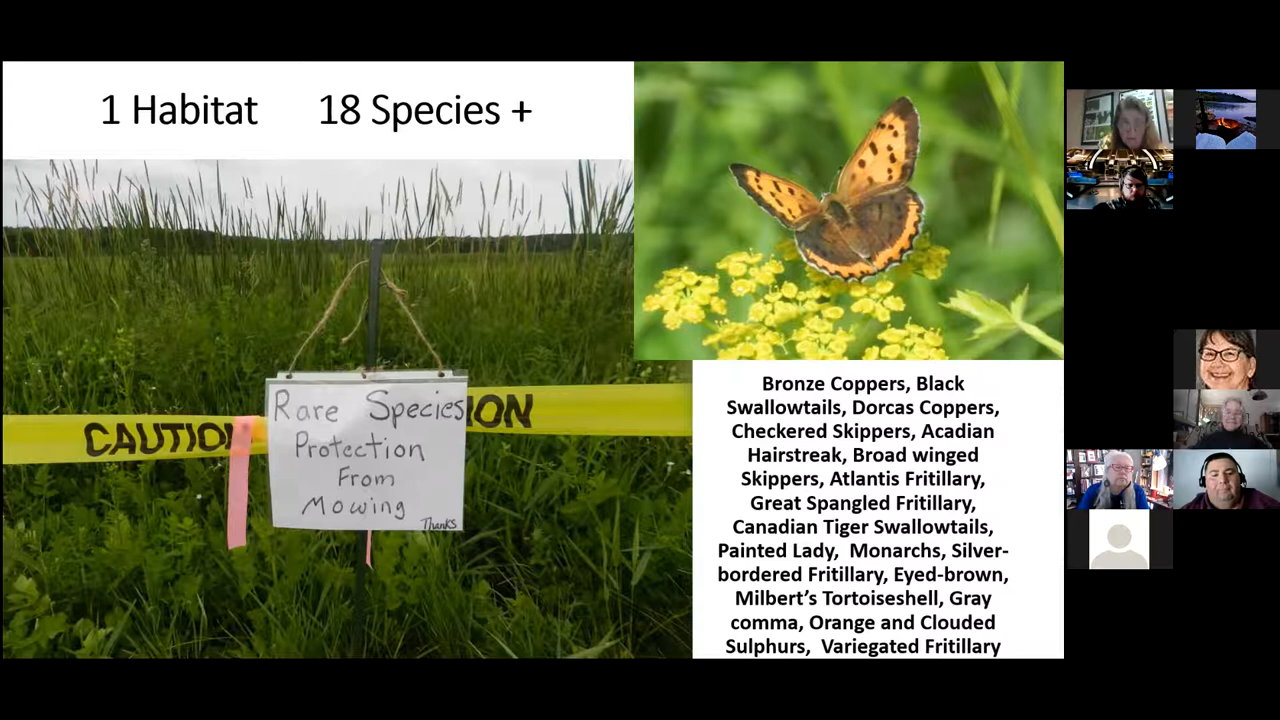 1 Habitat 18 Species +
CAUTION
ION
Rare Species
Protection
From
Mowing
Thanks
Bronze Coppers, Black
Swallowtails, Dorcas Coppers,
Checkered Skippers, Acadian
Hairstreak, Broad winged
Skippers, Atlantis Fritillary,
Great Spangled Fritillary,
Canadian Tiger Swallowtails,
Painted Lady, Monarchs, Silver-
bordered Fritillary, Eyed-brown,
Milbert's Tortoiseshell, Gray
comma, Orange and Clouded
Sulphurs, Variegated Fritillary